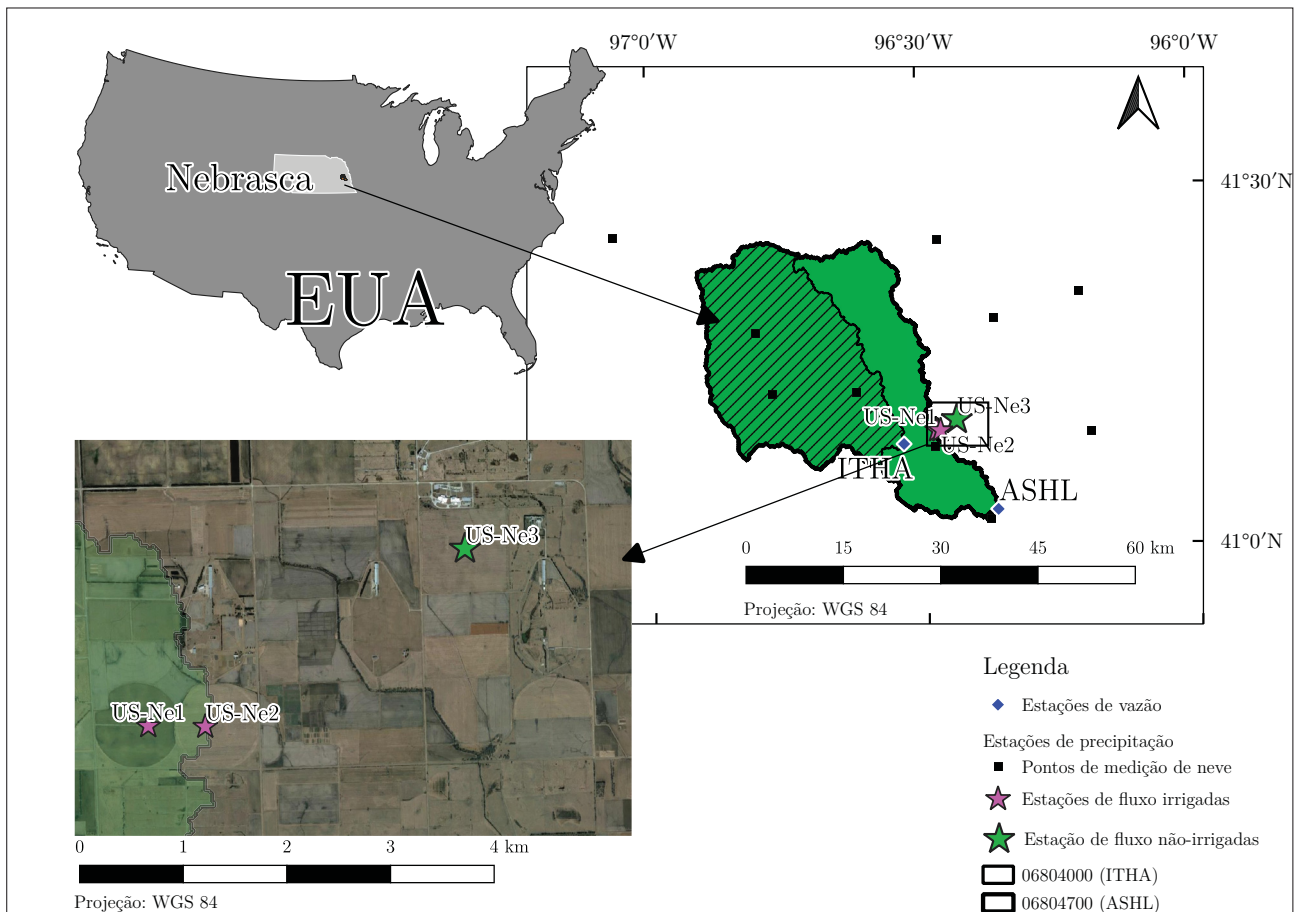 97°0′W
96°30′W
96°0′W
41°30′N
Nebrasca
EUA
US-Ne3
US-Ne1
US-Ne2
ITHA
ASHL
41°0′N
0 15 30 45 60 km
Projeção: WGS 84
US-Ne3
US-Ne1
US-Ne2
0 1 2 3 4 km
Projeção: WGS 84
Legenda
Estações de vazão
Estações de precipitação
Pontos de medição de neve
Estações de fluxo irrigadas
Estação de fluxo não-irrigadas
06804000 (ITHA)
06804700 (ASHL)